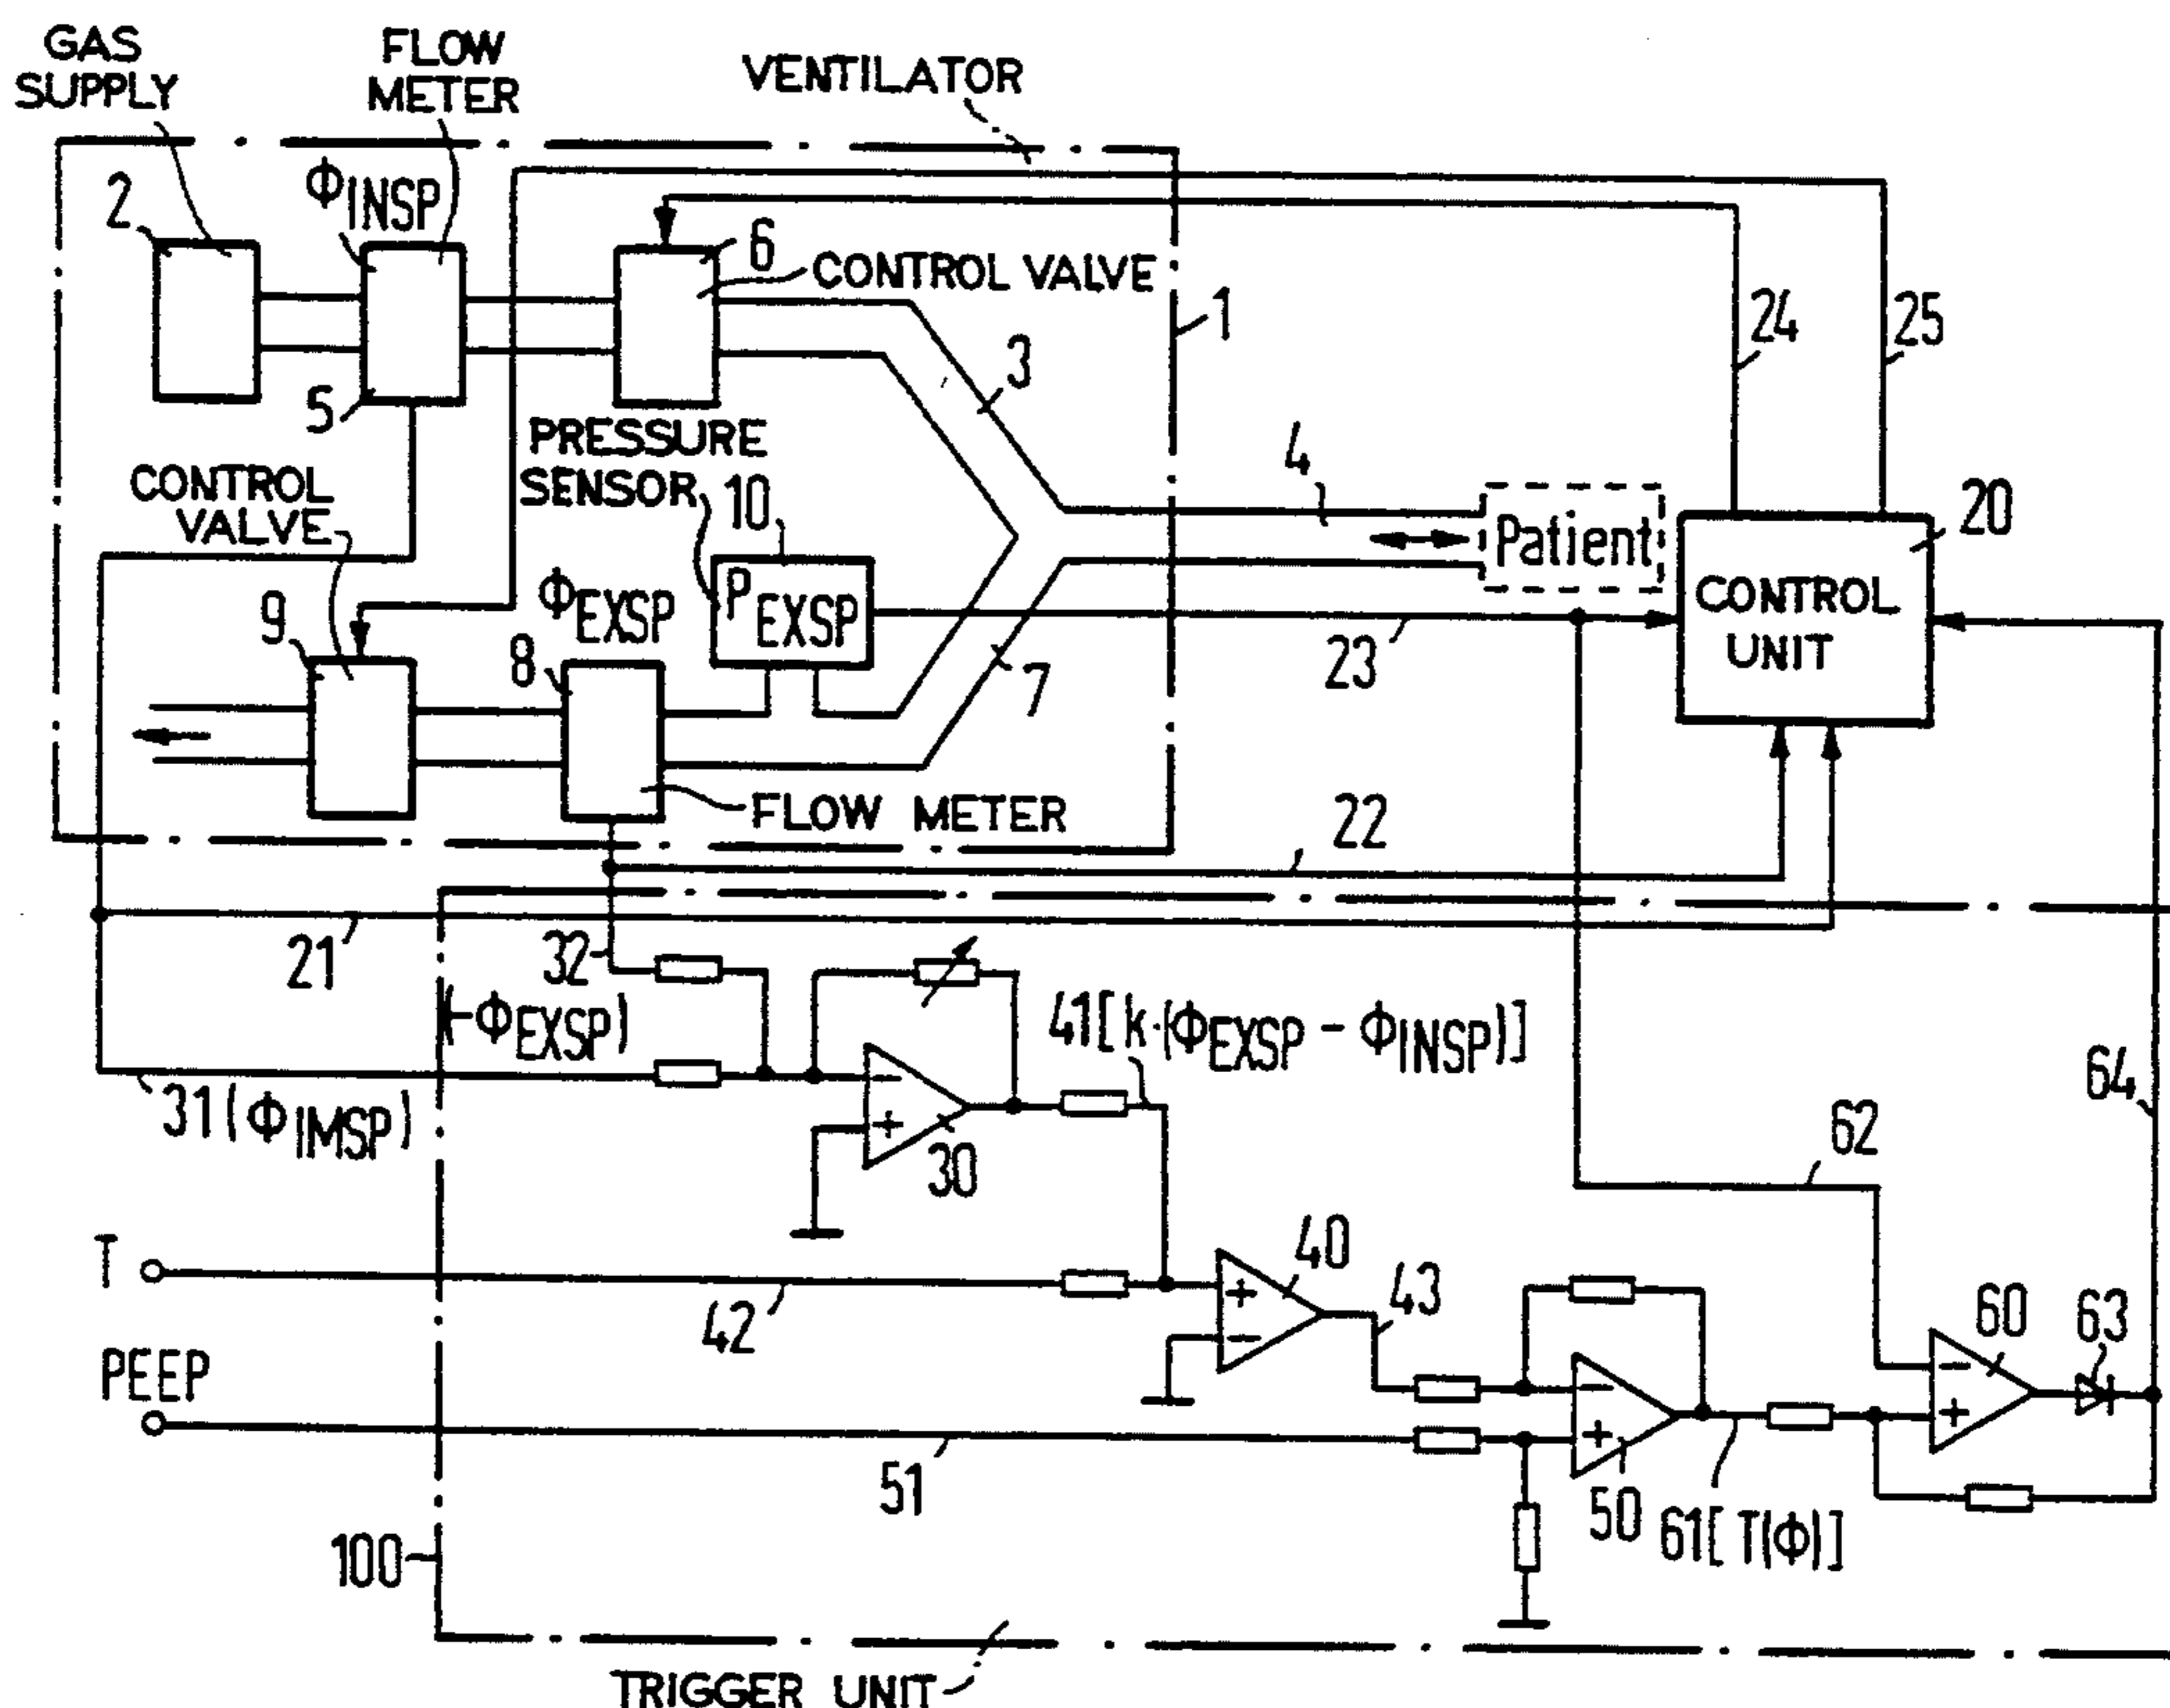 GAS
SUPPLY
FLOW
METER
VENTILATOR
2
ΦINSP
6
CONTROL VALVE
1
24
25
5
3
PRESSURE
SENSOR
10
4
CONTROL
VALVE
Patient
20
CONTROL
UNIT
9
ΦEXSP
PEXSP
8
7
23
FLOW METER
22
21
32
(-ΦEXSP)
41[k·(ΦEXSP - ΦINSP)]
31(ΦIMSP)
-
+
30
64
62
T
42
40
+
-
43
60
63
PEEP
51
-
+
50
-
+
61[T(Φ)]
100
TRIGGER UNIT